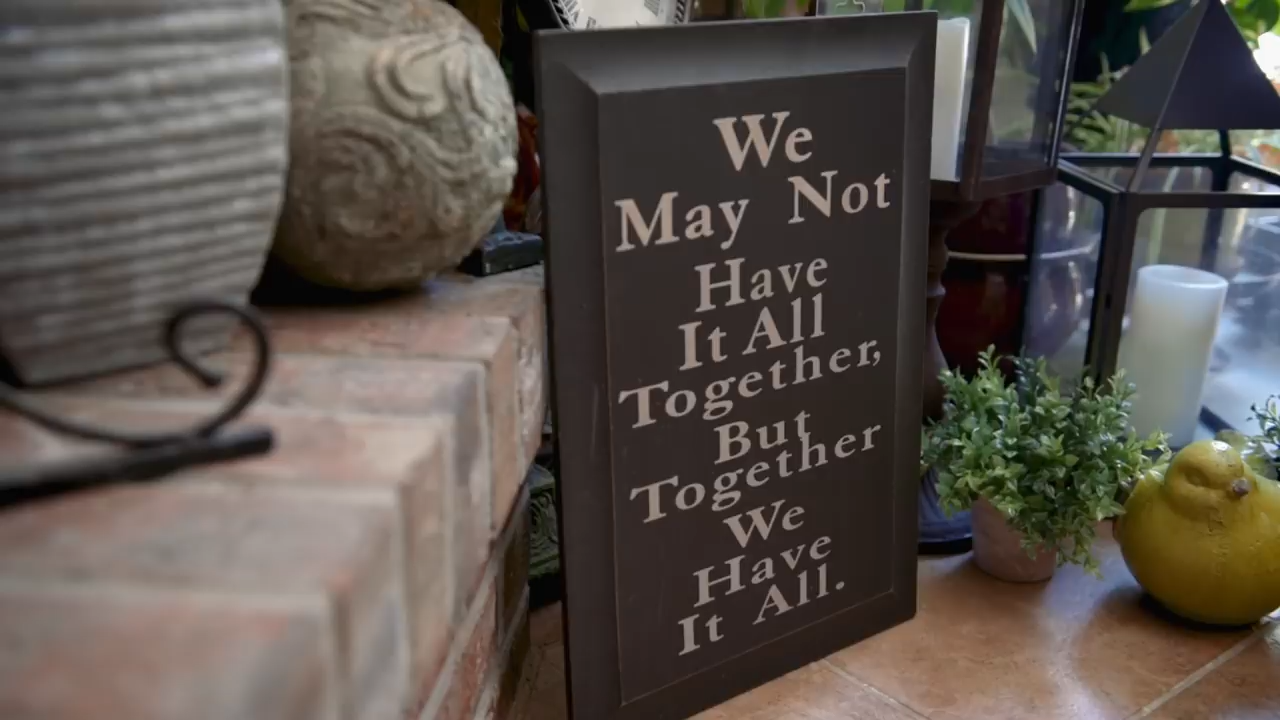 We
May Not
Have
It All
Together,
But
Together
We
Have
It All.